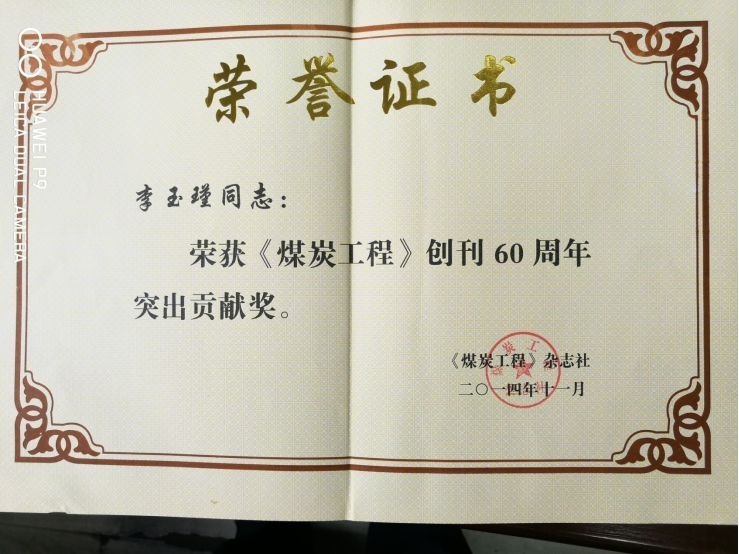 荣誉证书
李玉瑾同志：
荣获《煤炭工程》创刊 60 周年
突出贡献奖。
《煤炭工程》杂志社
二〇一四年十一月
HUAWEI P9
LEICA DUAL CAMERA